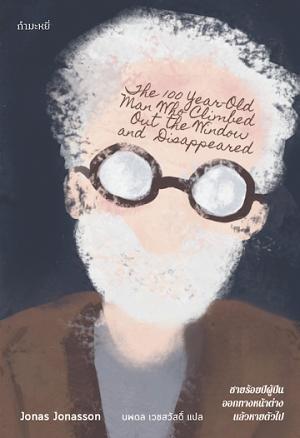 กำมะหยี่
The 100 Year-Old
Man Who Climbed
Out The Window
and Disappeared
ชายร้อยปีผู้ปีน
ออกทางหน้าต่าง
แล้วหายตัวไป
Jonas Jonasson นพดล เวชสวัสดิ์ แปล